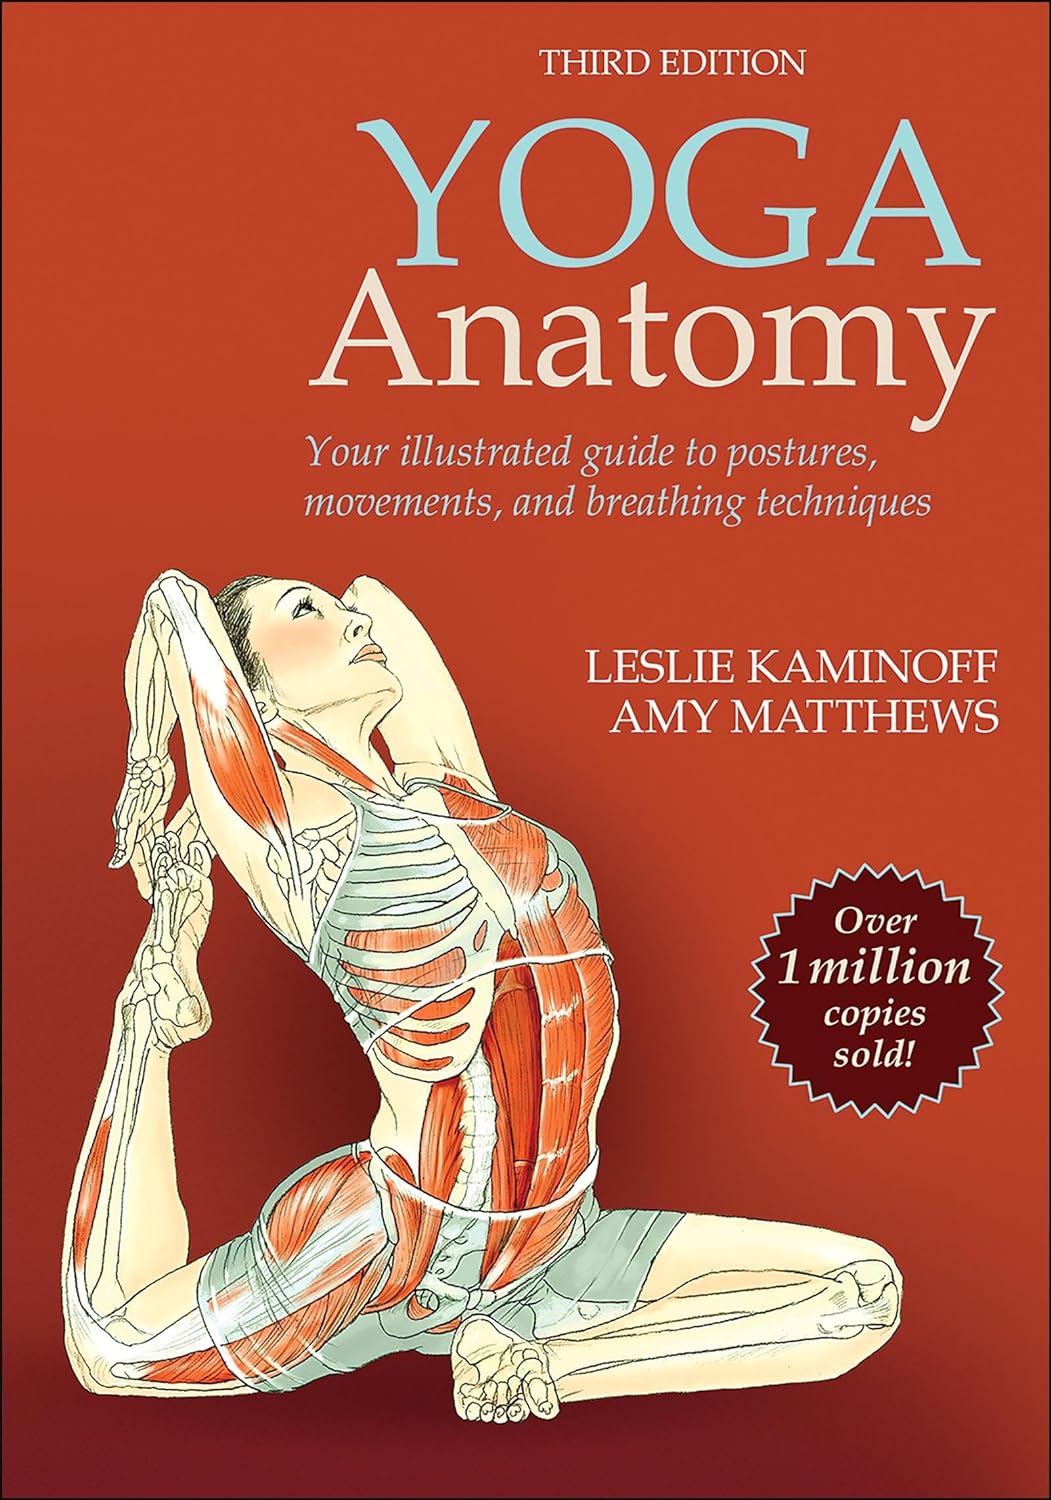 THIRD EDITION
YOGA
Anatomy
Your illustrated guide to postures,
movements, and breathing techniques
LESLIE KAMINOFF
AMY MATTHEWS
Over
1 million
copies
sold!